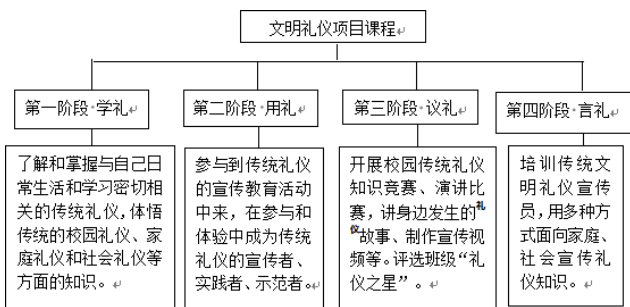 文明礼仪项目课程
第一阶段·学礼
第二阶段·用礼
第三阶段·议礼
第四阶段·言礼
了解和掌握与自己日
常生活和学习密切相
关的传统礼仪,体悟
传统的校园礼仪、家
庭礼仪和社会礼仪等
方面的知识。
参与到传统礼仪
的宣传教育活动
中来，在参与和
体验中成为传统
礼仪的宣传者、
实践者、示范者。
开展校园传统礼仪
知识竞赛、演讲比
赛，讲身边发生的礼
仪故事、制作宣传视
频等。评选班级“礼
仪之星”。
培训传统文
明礼仪宣传
员，用多种方
式面向家庭、
社会宣传礼
仪知识。